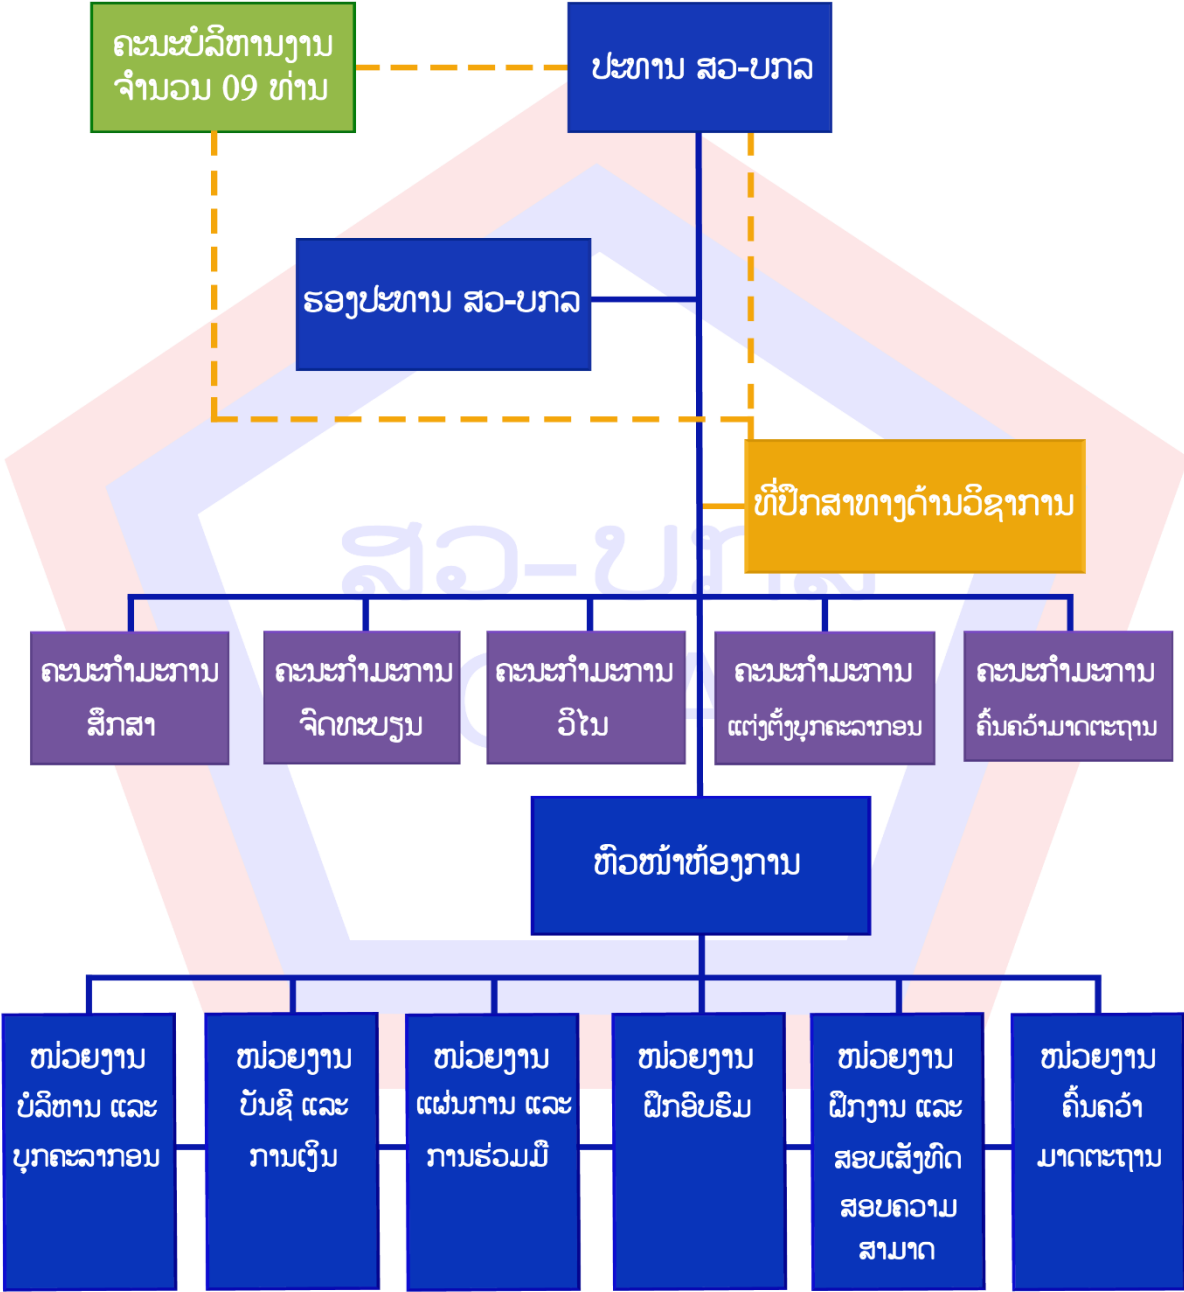 ຄະນະບໍລິຫານງານ
ຈໍານວນ 09 ທ່ານ
ປະທານ ສວ-ບກລ
ຮອງປະທານ ສວ-ບກລ
ທີ່ປຶກສາທາງດ້ານວິຊາການ
ສວ-ບກລ
ຄະນະກໍາມະການ
ສຶກສາ
ຄະນະກໍາມະການ
ຈົດທະບຽນ
ຄະນະກໍາມະການ
ວິໄນ
ຄະນະກໍາມະການ
ແຕ່ງຕັ້ງບຸກຄະລາກອນ
ຄະນະກໍາມະການ
ຄົ້ນຄວ້າມາດຕະຖານ
ຫົວໜ້າຫ້ອງການ
ໜ່ວຍງານ
ບໍລິຫານ ແລະ
ບຸກຄະລາກອນ
ໜ່ວຍງານ
ບັນຊີ ແລະ
ການເງິນ
ໜ່ວຍງານ
ແຜ່ນການ ແລະ
ການຮ່ວມມື
ໜ່ວຍງານ
ຝຶກອົບຮົມ
ໜ່ວຍງານ
ຝຶກງານ ແລະ
ສອບເສັງທົດ
ສອບຄວາມ
ສາມາດ
ໜ່ວຍງານ
ຄົ້ນຄວ້າ
ມາດຕະຖານ